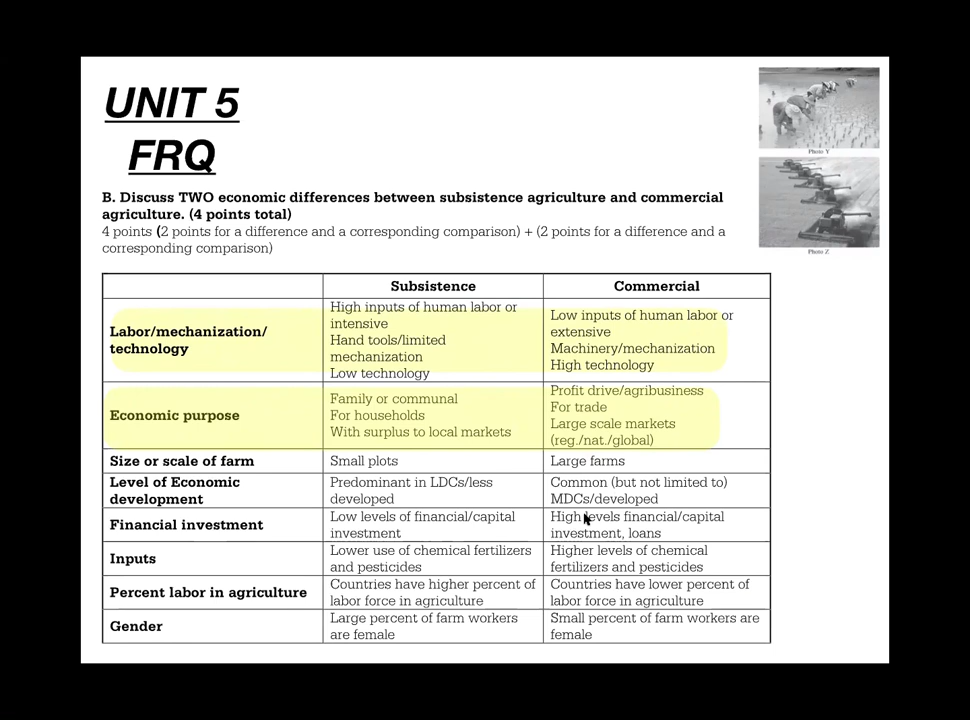 UNIT 5
FRQ
Photo Y
Photo Z
B. Discuss TWO economic differences between subsistence agriculture and commercial
agriculture. (4 points total)
4 points (2 points for a difference and a corresponding comparison) + (2 points for a difference and a
corresponding comparison)
Subsistence
Commercial
Labor/mechanization/
technology
High inputs of human labor or
intensive
Hand tools/limited
mechanization
Low technology
Low inputs of human labor or
extensive
Machinery/mechanization
High technology
Economic purpose
Family or communal
For households
With surplus to local markets
Profit drive/agribusiness
For trade
Large scale markets
(reg./nat./global)
Size or scale of farm
Small plots
Large farms
Level of Economic
development
Predominant in LDCs/less
developed
Common (but not limited to)
MDCs/developed
Financial investment
Low levels of financial/capital
investment
High levels financial/capital
investment, loans
Inputs
Lower use of chemical fertilizers
and pesticides
Higher levels of chemical
fertilizers and pesticides
Percent labor in agriculture
Countries have higher percent of
labor force in agriculture
Countries have lower percent of
labor force in agriculture
Gender
Large percent of farm workers
are female
Small percent of farm workers are
female